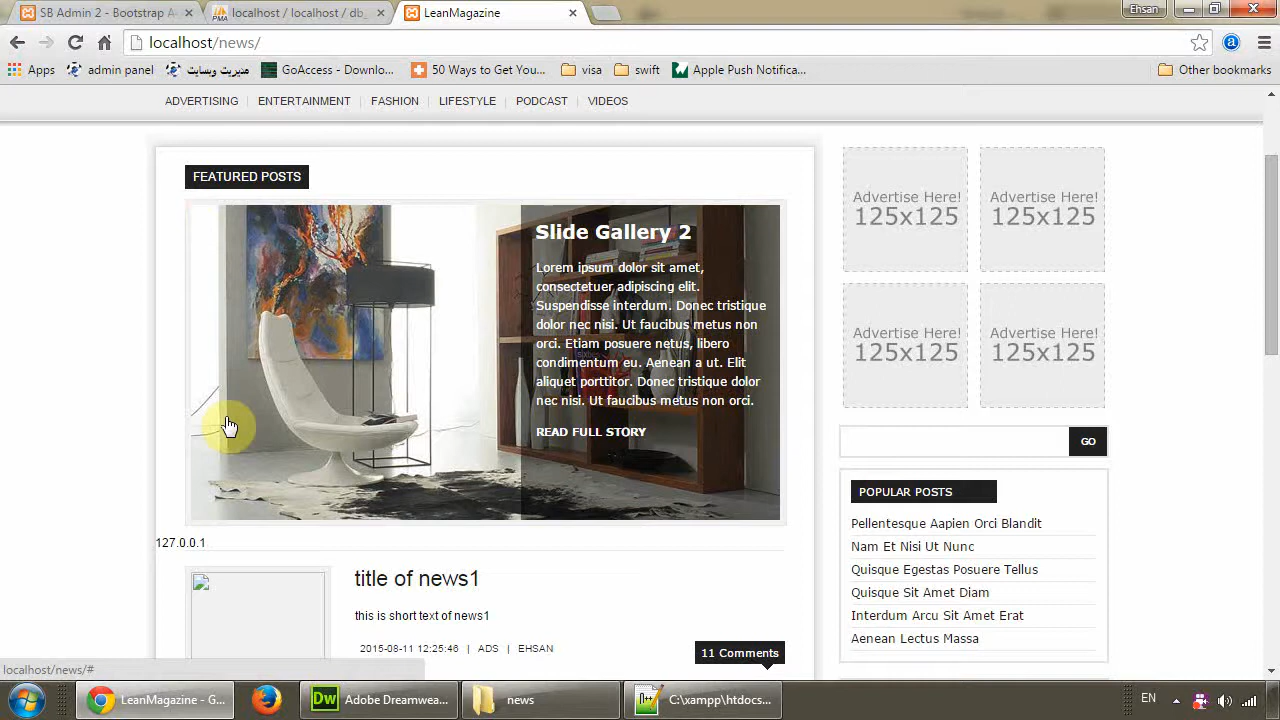 SB Admin 2 - Bootstrap A
localhost / localhost / db_
LeanMagazine
Ehsan
localhost/news/
Apps
admin panel
مدیریت وبسایت
GoAccess - Downlo...
50 Ways to Get You...
visa
swift
Apple Push Notifica...
Other bookmarks
ADVERTISING
ENTERTAINMENT
FASHION
LIFESTYLE
PODCAST
VIDEOS
FEATURED POSTS
Slide Gallery 2
Lorem ipsum dolor sit amet,
consectetuer adipiscing elit.
Suspendisse interdum. Donec tristique
dolor nec nisi. Ut faucibus metus non
orci. Etiam posuere netus, libero
condimentum eu. Aenean a ut. Elit
aliquet porttitor. Donec tristique dolor
nec nisi. Ut faucibus metus non orci.
READ FULL STORY
Advertise Here!
125x125
Advertise Here!
125x125
Advertise Here!
125x125
Advertise Here!
125x125
GO
POPULAR POSTS
Pellentesque Aapien Orci Blandit
Nam Et Nisi Ut Nunc
Quisque Egestas Posuere Tellus
Quisque Sit Amet Diam
Interdum Arcu Sit Amet Erat
Aenean Lectus Massa
127.0.0.1
title of news1
this is short text of news1
2015-08-11 12:25:46 | ADS | EHSAN
11 Comments
localhost/news/#
LeanMagazine - G...
Dw
Adobe Dreamwea...
news
C:\xampp\htdocs...
EN